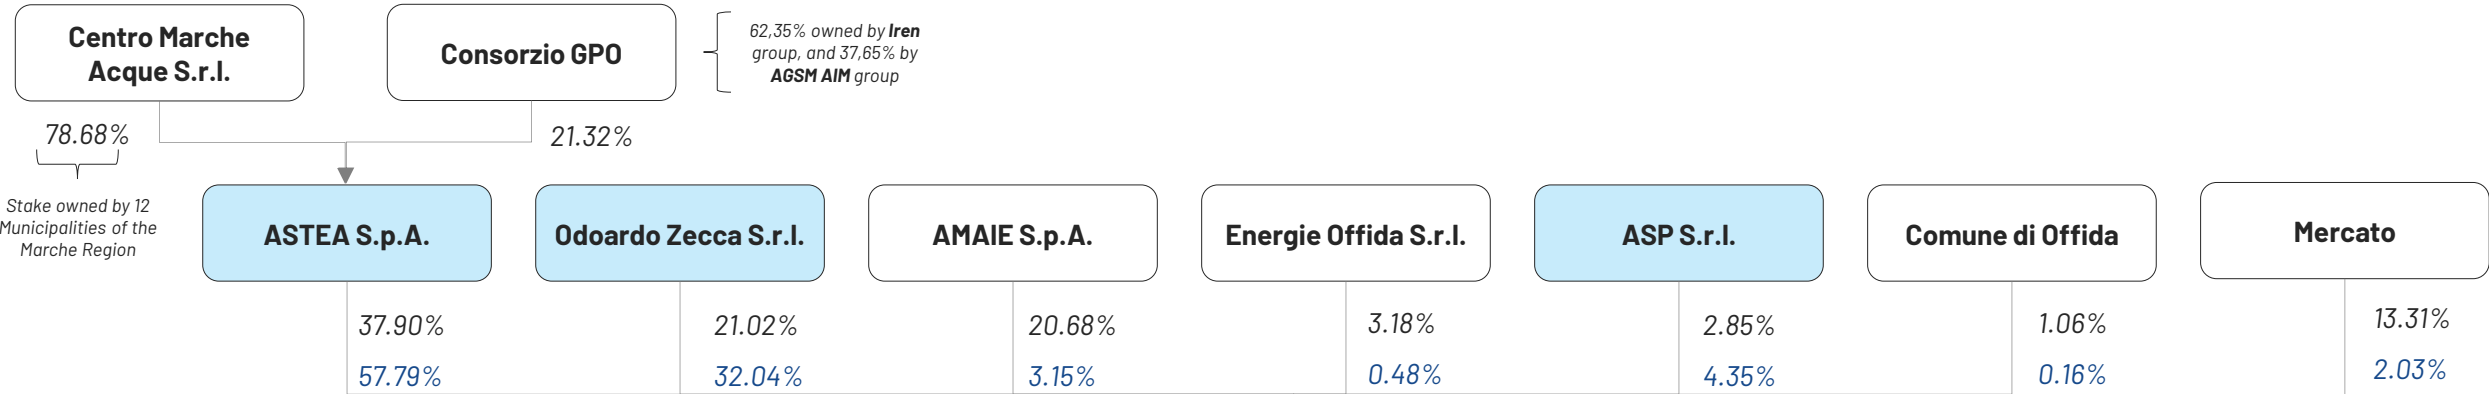 Centro Marche
Acque S.r.l.
Consorzio GPO
62,35% owned by Iren
group, and 37,65% by
AGSM AIM group
78.68%
21.32%
Stake owned by 12
Municipalities of the
Marche Region
ASTEA S.p.A.
Odoardo Zecca S.r.l.
AMAIE S.p.A.
Energie Offida S.r.l.
ASP S.r.l.
Comune di Offida
Mercato
37.90%
21.02%
20.68%
3.18%
2.85%
1.06%
13.31%
57.79%
32.04%
3.15%
0.48%
4.35%
0.16%
2.03%